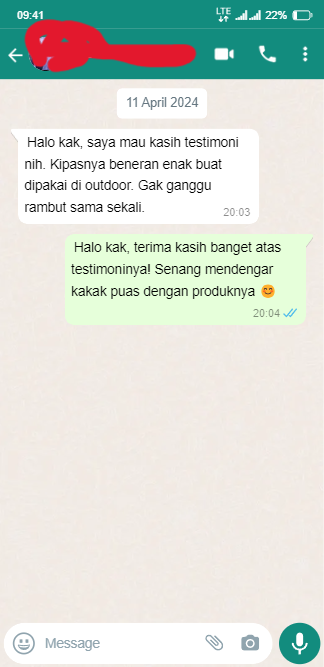 09:41
LTE
22%
11 April 2024
Halo kak, saya mau kasih testimoni
nih. Kipasnya beneran enak buat
dipakai di outdoor. Gak ganggu
rambut sama sekali.
20:03
Halo kak, terima kasih banget atas
testimoninya! Senang mendengar
kakak puas dengan produknya 😊
20:04
Message